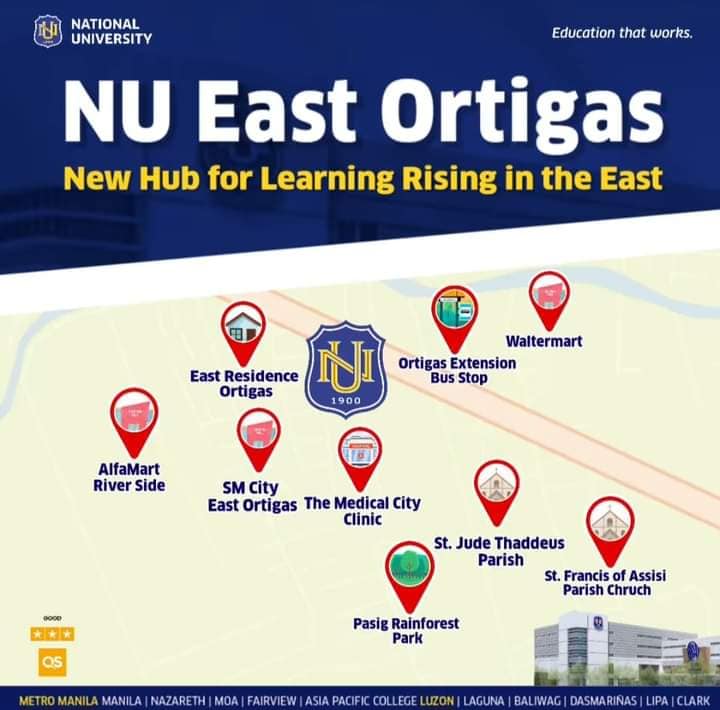 NATIONAL
UNIVERSITY
Education that works.
NU East Ortigas
New Hub for Learning Rising in the East
Waltermart
Ortigas Extension
Bus Stop
East Residence
Ortigas
NU
1900
AlfaMart
River Side
SM City
East Ortigas
The Medical City
Clinic
St. Jude Thaddeus
Parish
St. Francis of Assisi
Parish Chruch
Pasig Rainforest
Park
GOOD
QS
METRO MANILA MANILA | NAZARETH | MOA | FAIRVIEW | ASIA PACIFIC COLLEGE LUZON | LAGUNA | BALIWAG | DASMARIÑAS | LIPA | CLARK